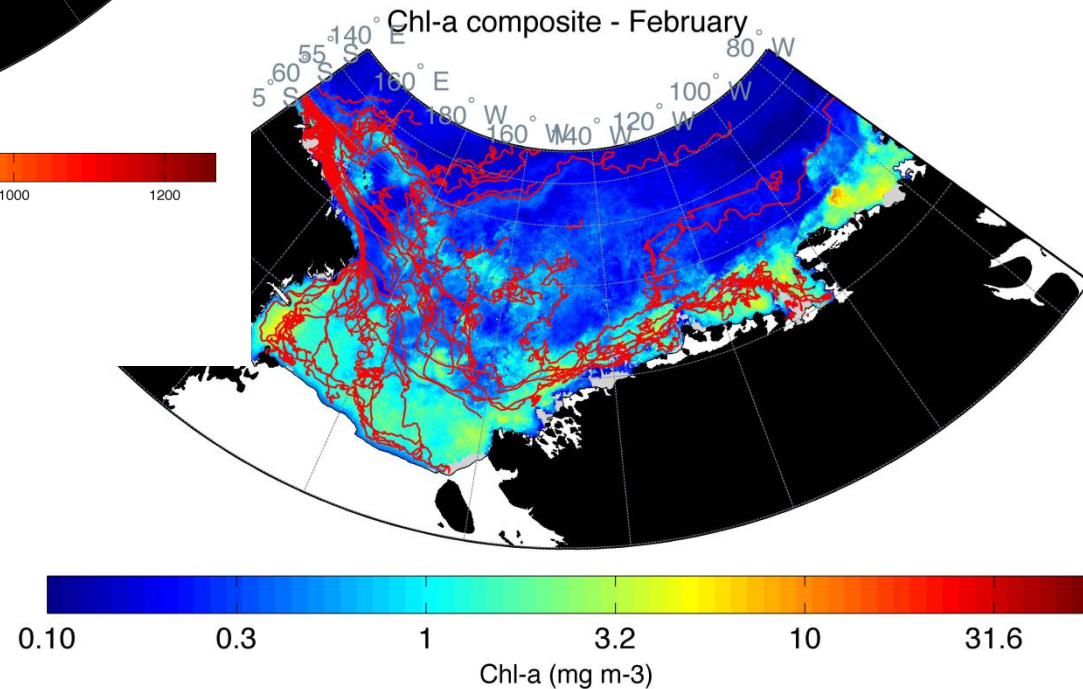 Chl-a composite - February
140° E
55° S
60° S
5° S
160° E
180° W
160° W
140° W
120° W
100° W
80° W
1000
1200
0.10
0.3
1
3.2
10
31.6
Chl-a (mg m-3)